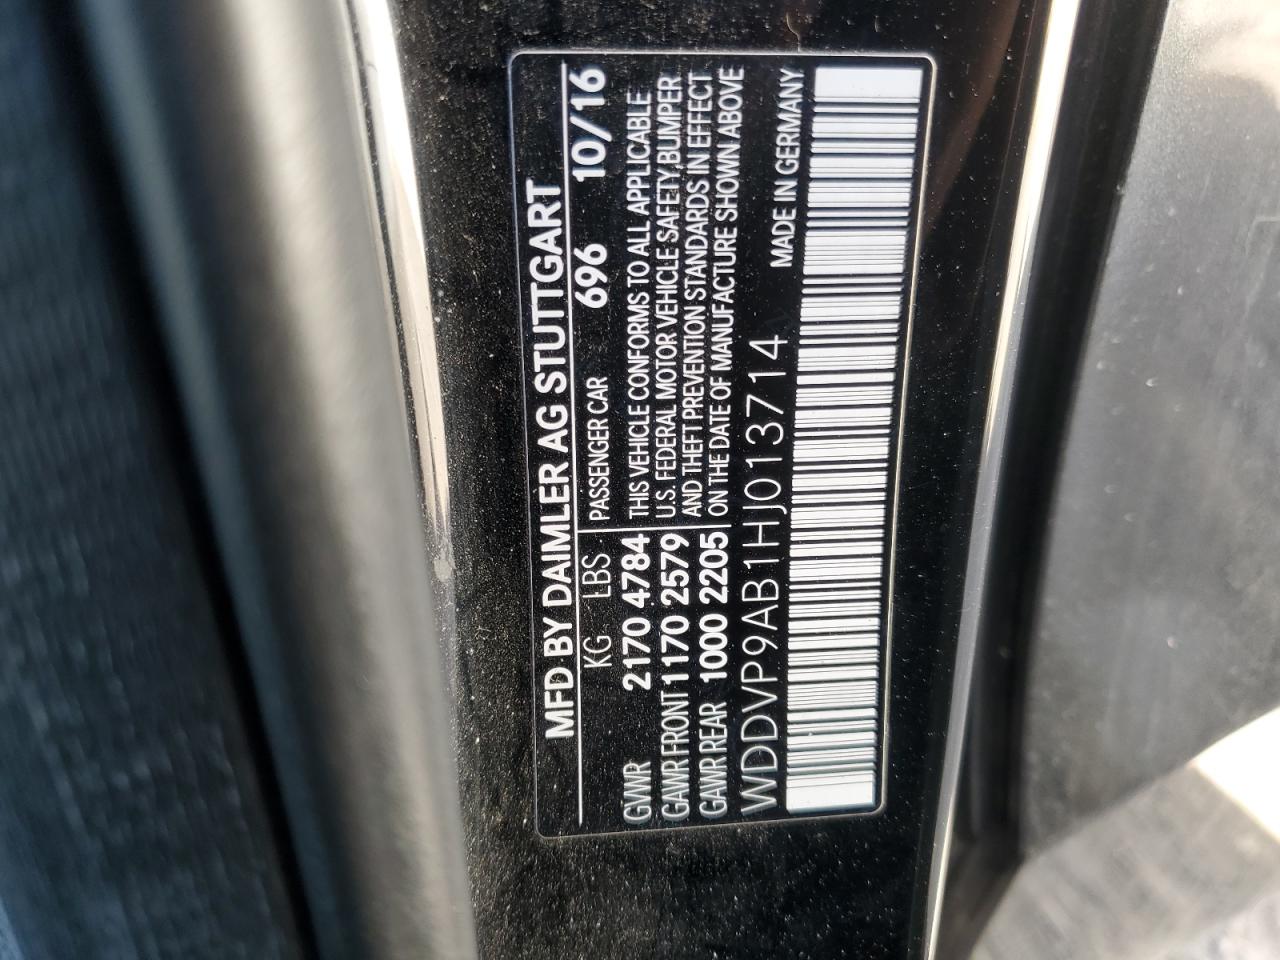 MFD BY DAIMLER AG STUTTGART
KG LBS PASSENGER CAR 696 10/16
GVWR 2170 4784 THIS VEHICLE CONFORMS TO ALL APPLICABLE
GAWR FRONT 1170 2579 U.S. FEDERAL MOTOR VEHICLE SAFETY,BUMPER
GAWR REAR 1000 2205 AND THEFT PREVENTION STANDARDS IN EFFECT
ON THE DATE OF MANUFACTURE SHOWN ABOVE
WDDVP9AB1HJ013714 MADE IN GERMANY